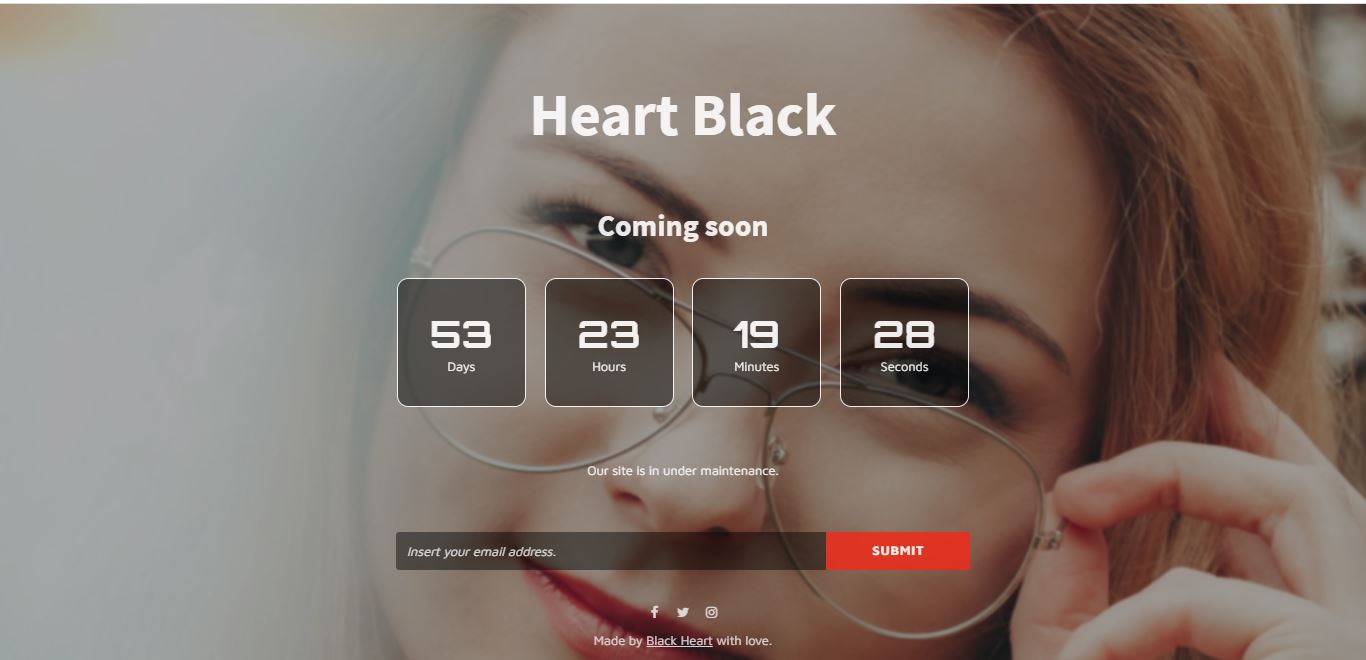 Heart Black
Coming soon
53 23 19 28
Days Hours Minutes Seconds
Our site is in under maintenance.
Insert your email address. SUBMIT
Made by Black Heart with love.